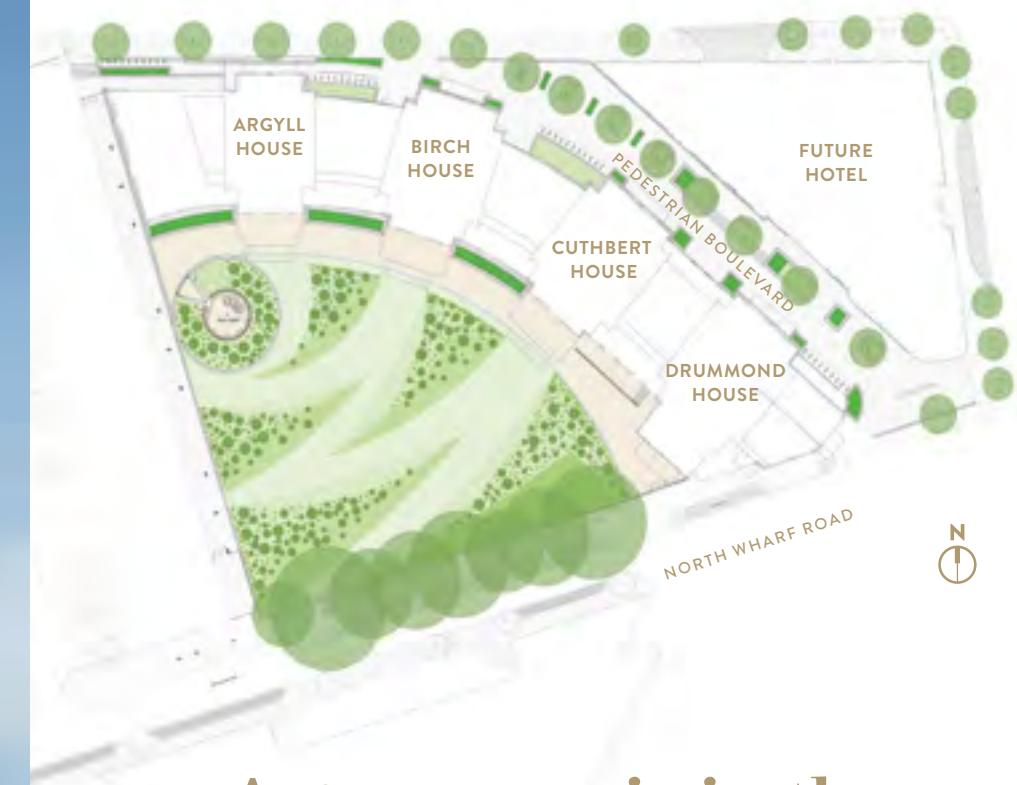 ARGYLL
HOUSE
BIRCH
HOUSE
FUTURE
HOTEL
PEDESTRIAN BOULEVARD
CUTHBERT
HOUSE
DRUMMOND
HOUSE
NORTH WHARF ROAD
N